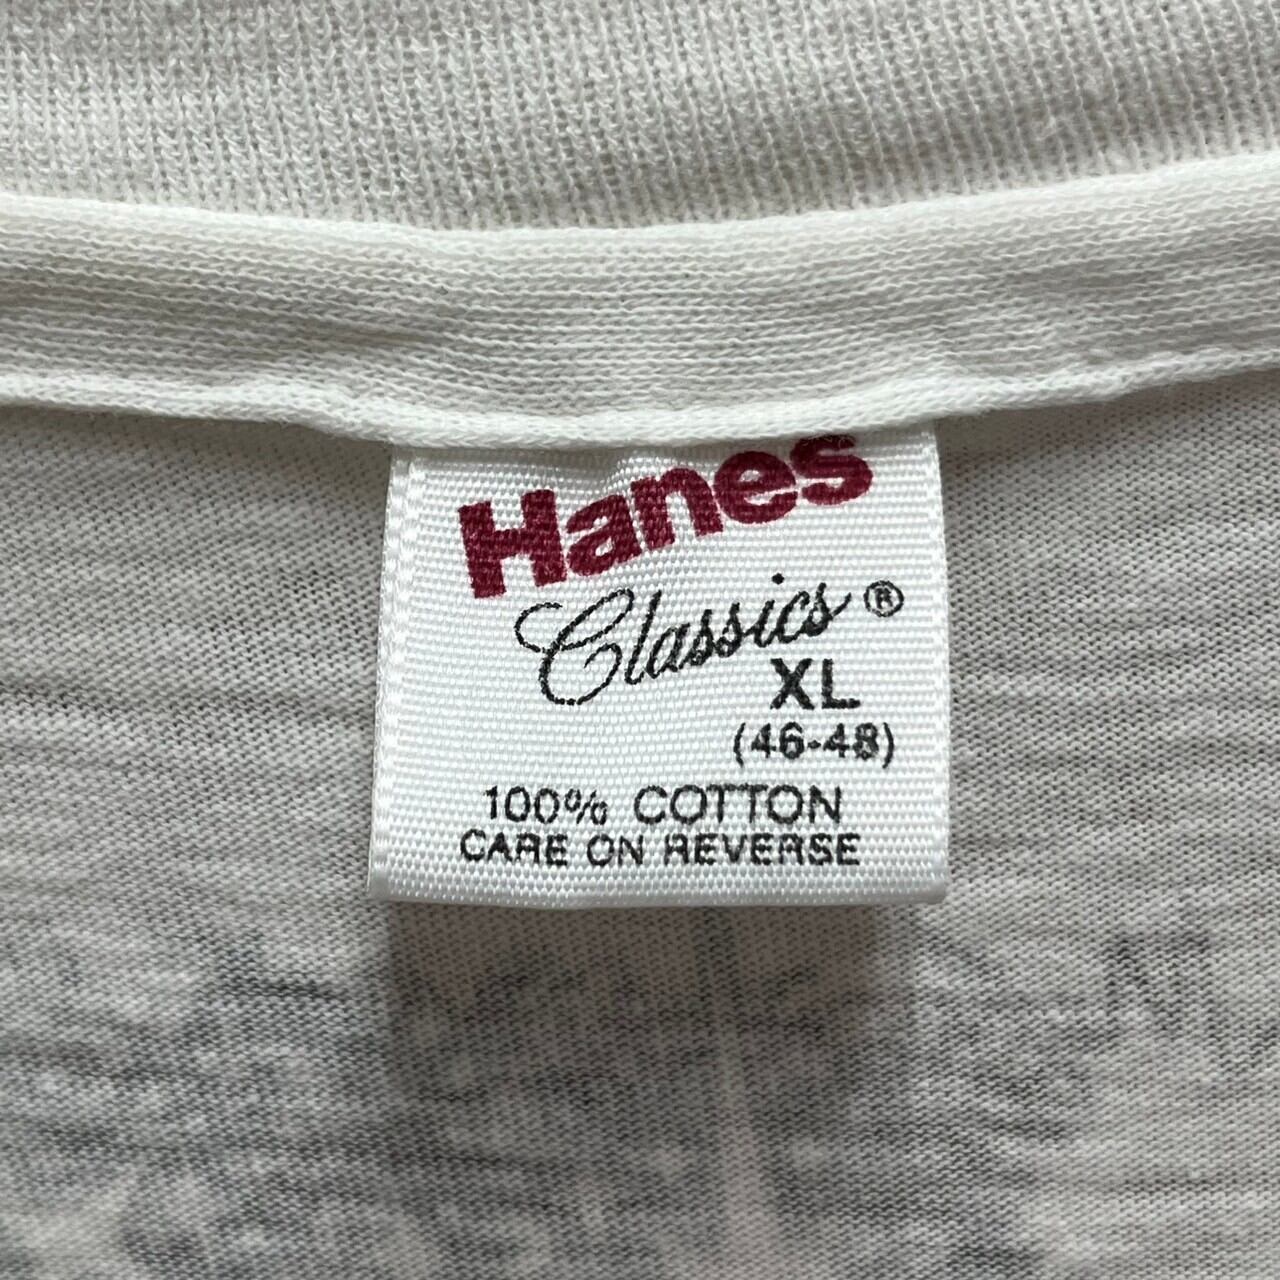 Hanes
Classics®
XL
(46-48)
100% COTTON
CARE ON REVERSE